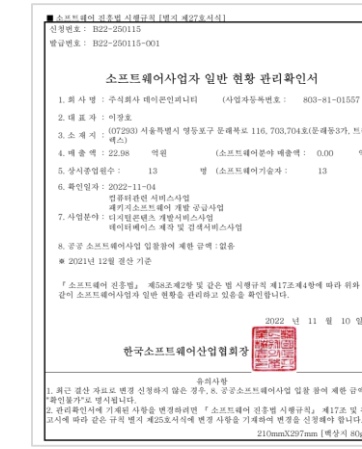 ■ 소프트웨어 진흥법 시행규칙 [별지 제27호서식]
신청번호 : B22-250115
발급번호 : B22-250115-001
소프트웨어사업자 일반 현황 관리확인서
1. 회 사 명 : 주식회사 데이곤인피니티 (사업자등록번호 : 803-81-01557
2. 대 표 자 : 이장호
3. 소 재 지 : (07293) 서울특별시 영등포구 문래북로 116, 703,704호(문래동3가, 트
엑스)
4. 매 출 액 : 22.98 억원 (소프트웨어분야 매출액 : 0.00
5. 상시종업원수 : 13 명 (소프트웨어기술자 : 13
6. 확인일자 : 2022-11-04
컴퓨터관련 서비스사업
패키지소프트웨어 개발 공급사업
7. 사업분야 : 디지털콘텐츠 개발서비스사업
데이터베이스 제작 및 검색서비스사업
8. 공공 소프트웨어사업 입찰참여 제한 금액 : 없음
※ 2021년 12월 결산 기준
『소프트웨어 진흥법』 제58조제2항 및 같은 법 시행규칙 제17조제4항에 따라 위와
같이 소프트웨어사업자 일반 현황을 관리하고 있음을 확인합니다.
2022 년 11 월 10 일
한국소프트웨어산업협회장
유의사항
1. 최근 결산 자료로 변경 신청하지 않은 경우, 8. 공공소프트웨어사업 입찰 참여 제한 금액
"확인불가"로 명시됩니다.
2. 관리확인서에 기재된 사항을 변경하려면 『소프트웨어 진흥법 시행규칙』 제17조 및
고시에 따라 같은 규칙 별지 제25호서식에 변경 사항을 기재하여 변경을 신청해야 합니다.
210mmX297mm [백상지 80g